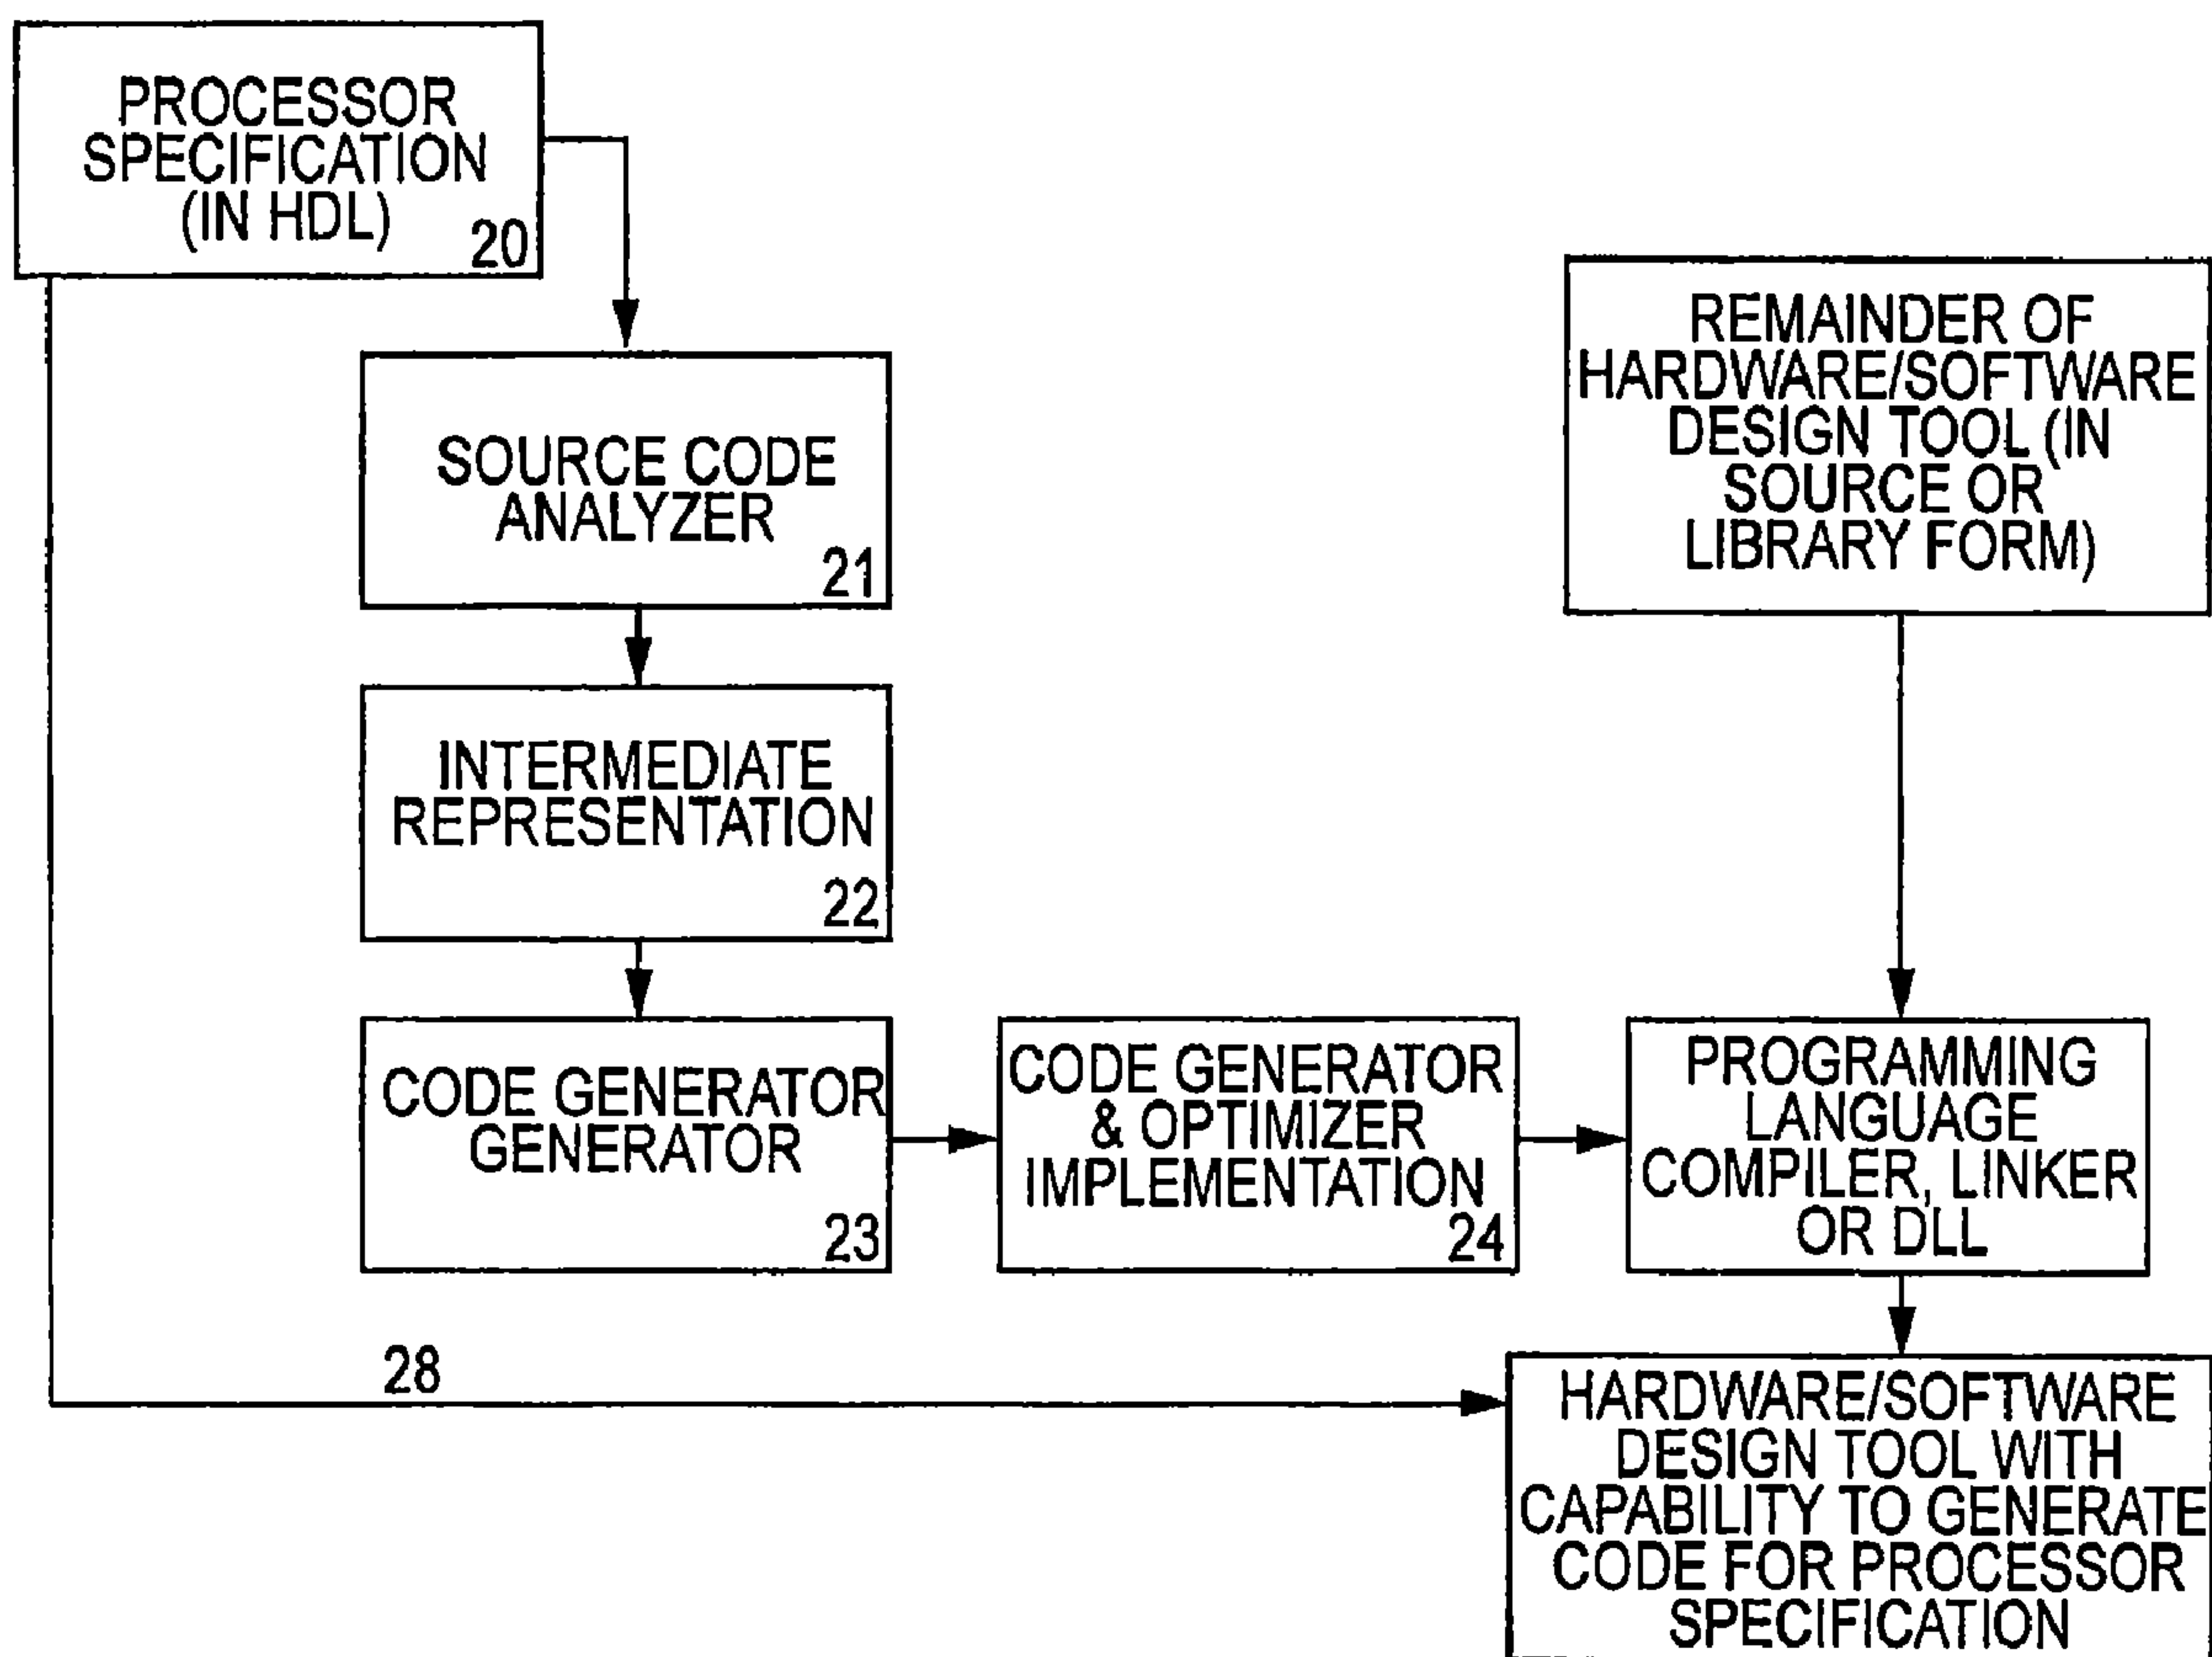 PROCESSOR
SPECIFICATION
(IN HDL)
20
SOURCE CODE
ANALYZER
21
INTERMEDIATE
REPRESENTATION
22
CODE GENERATOR
GENERATOR
23
CODE GENERATOR
& OPTIMIZER
IMPLEMENTATION
24
REMAINDER OF
HARDWARE/SOFTWARE
DESIGN TOOL (IN
SOURCE OR
LIBRARY FORM)
PROGRAMMING
LANGUAGE
COMPILER, LINKER
OR DLL
28
HARDWARE/SOFTWARE
DESIGN TOOL WITH
CAPABILITY TO GENERATE
CODE FOR PROCESSOR
SPECIFICATION